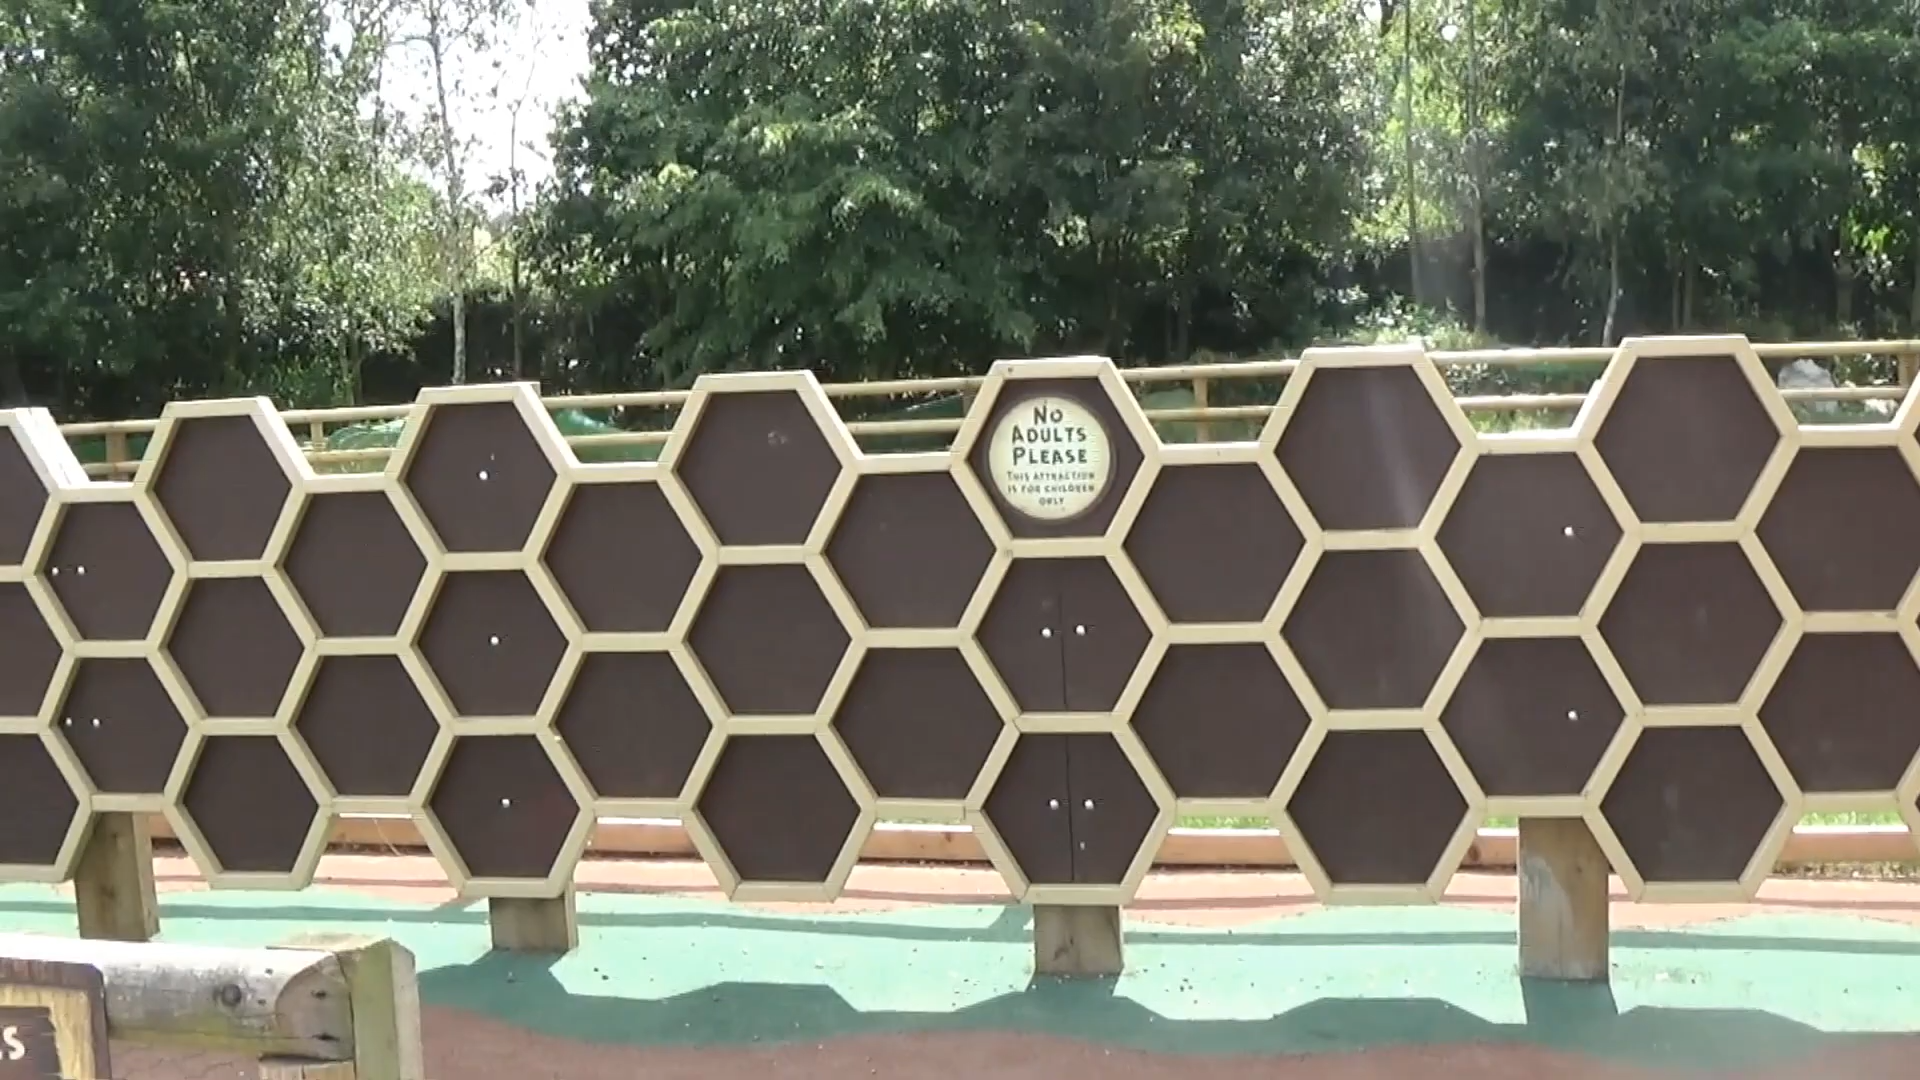 NO
ADULTS
PLEASE
THIS ATTRACTION
IS FOR CHILDREN
ONLY